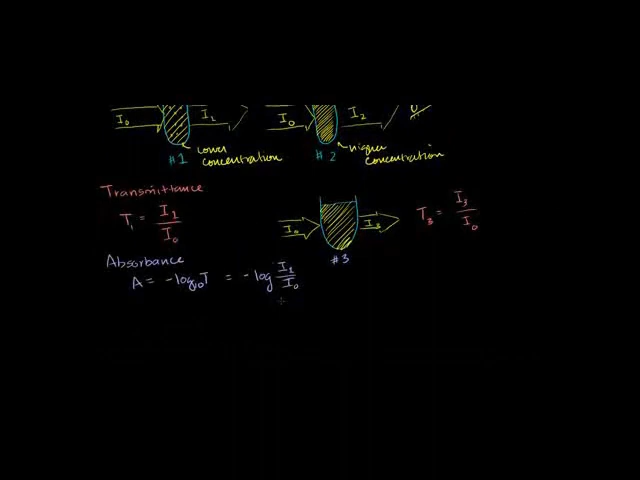 I₀ I₁ I₀ I₂
#1 Lower concentration
#2 Higher concentration
Transmittance
T₁ = I₁/I₀
I₀ I₃ #3
T₃ = I₃/I₀
Absorbance
A = -log₁₀T = -log I₁/I₀